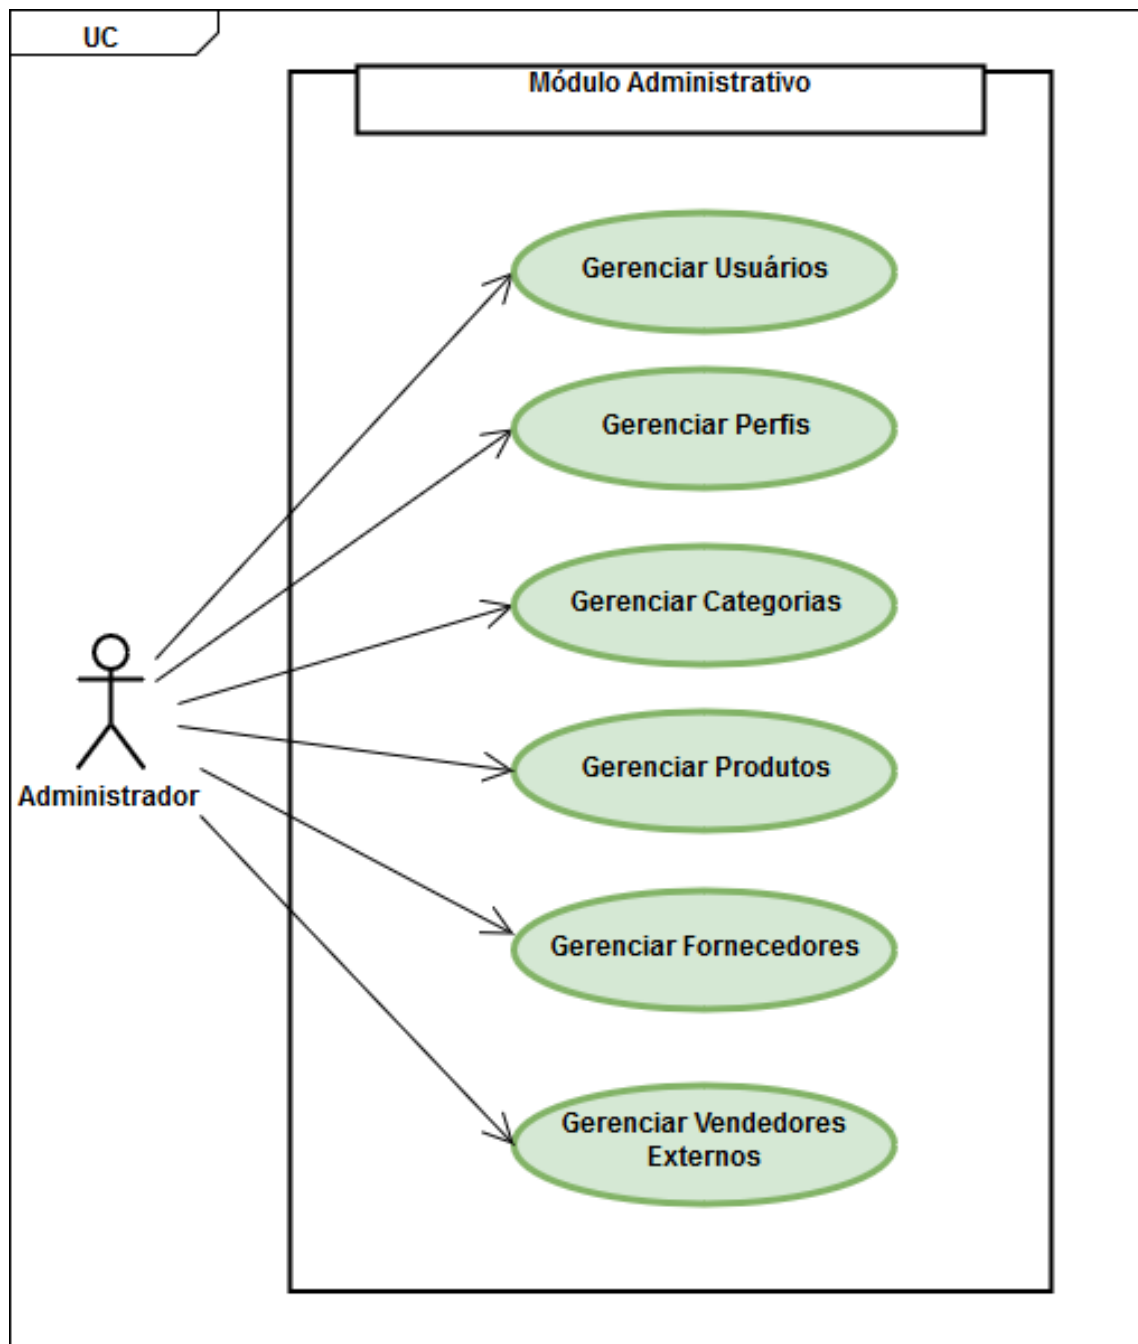 UC
Módulo Administrativo
Gerenciar Usuários
Gerenciar Perfis
Gerenciar Categorias
Gerenciar Produtos
Administrador
Gerenciar Fornecedores
Gerenciar Vendedores
Externos